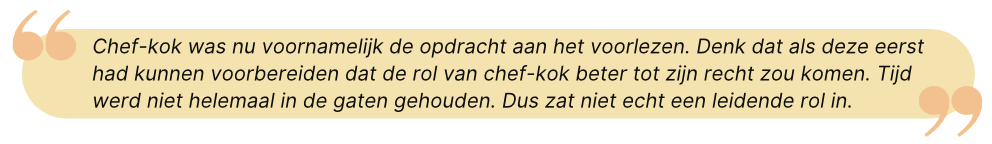 Chef-kok was nu voornamelijk de opdracht aan het voorlezen. Denk dat als deze eerst
had kunnen voorbereiden dat de rol van chef-kok beter tot zijn recht zou komen. Tijd
werd niet helemaal in de gaten gehouden. Dus zat niet echt een leidende rol in.